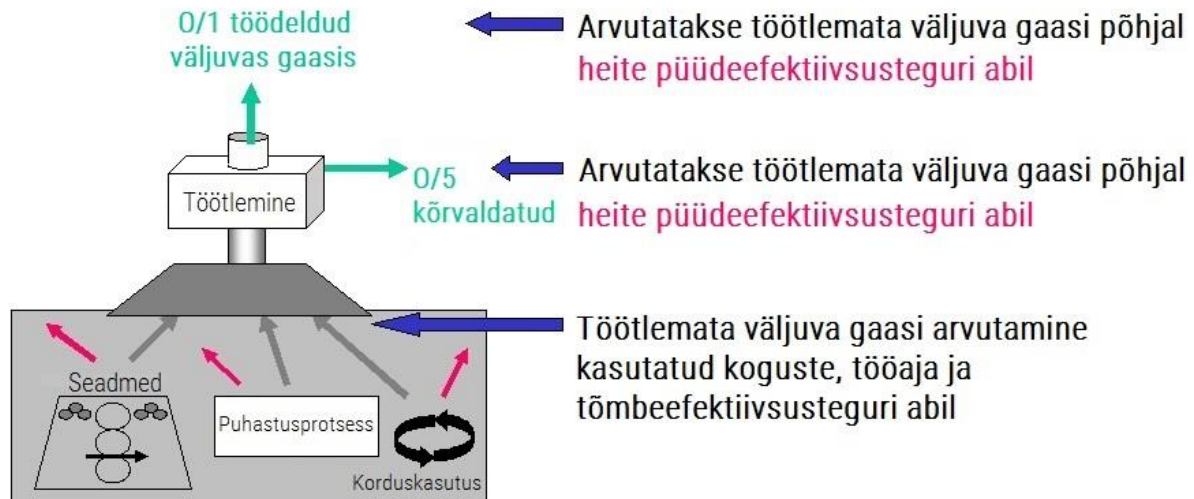 O/1 töödeldud
väljuvas gaasis
Arvutatakse töötlemata väljuva gaasi põhjal
heite püüdeefektiivsusteguri abil
Töötlemine
O/5
kõrvaldatud
Arvutatakse töötlemata väljuva gaasi põhjal
heite püüdeefektiivsusteguri abil
Töötlemata väljuva gaasi arvutamine
kasutatud koguste, tööaja ja
tõmbeefektiivsusteguri abil
Seadmed
Puhastusprotsess
Korduskasutus